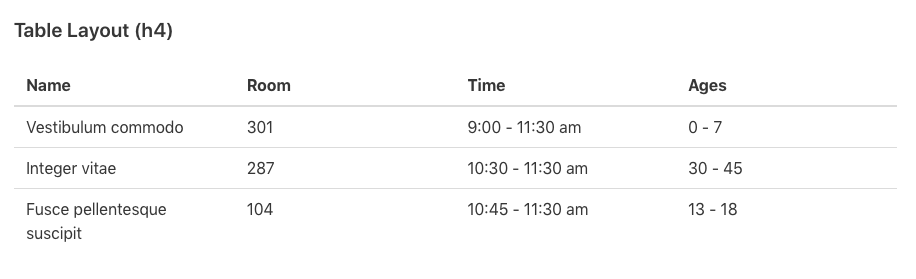 Table Layout (h4)
Name Room Time Ages
Vestibulum commodo 301 9:00 - 11:30 am 0 - 7
Integer vitae 287 10:30 - 11:30 am 30 - 45
Fusce pellentesque 104 10:45 - 11:30 am 13 - 18
suscipit